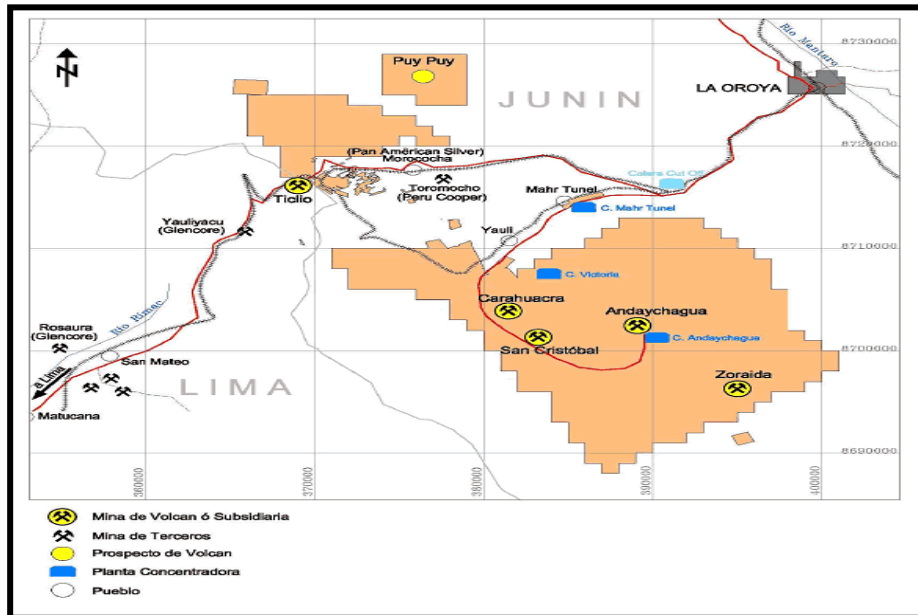 N
Río Mantaro
8730000
Puy Puy
LA OROYA
JUNIN
8720000
(Pan Américan Silver)
Morococha
Toromocho
(Peru Cooper)
Mahr Tunel
Calera Cut Off
C. Mahr Tunel
Ticlio
Yauliyacu
(Glencore)
Yauli
8710000
C. Victoria
Carahuacra
Andaychagua
Río Rimac
Rosaura
(Glencore)
San Cristóbal
C. Andaychagua
8700000
San Mateo
Zoraida
a Lima
LIMA
Matucana
8690000
360000
370000
380000
390000
400000
Mina de Volcan ó Subsidiaria
Mina de Terceros
Prospecto de Volcan
Planta Concentradora
Pueblo